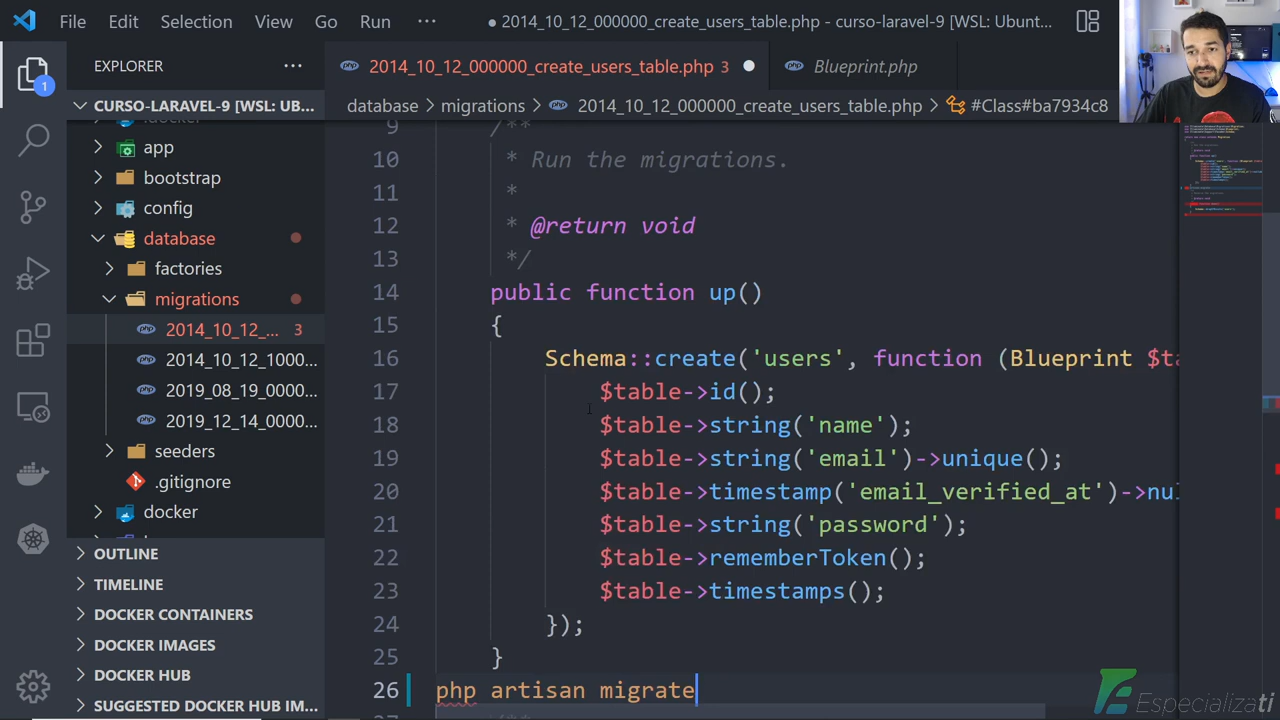 File Edit Selection View Go Run ··· ● 2014_10_12_000000_create_users_table.php - curso-laravel-9 [WSL: Ubunt...
EXPLORER ···
2014_10_12_000000_create_users_table.php 3
Blueprint.php
1
CURSO-LARAVEL-9 [WSL: UBU...
database > migrations > 2014_10_12_000000_create_users_table.php > #Class#ba7934c8
.docker
app
bootstrap
config
database
factories
migrations
2014_10_12_... 3
2014_10_12_1000...
2019_08_19_0000...
2019_12_14_0000...
seeders
.gitignore
docker
OUTLINE
TIMELINE
DOCKER CONTAINERS
DOCKER IMAGES
DOCKER HUB
SUGGESTED DOCKER HUB IM...
9 /**
10 * Run the migrations.
11 *
12 * @return void
13 */
14 public function up()
15 {
16 Schema::create('users', function (Blueprint $ta
17 $table->id();
18 $table->string('name');
19 $table->string('email')->unique();
20 $table->timestamp('email_verified_at')->nul
21 $table->string('password');
22 $table->rememberToken();
23 $table->timestamps();
24 });
25 }
26 php artisan migrate
/**
EspecializaTi